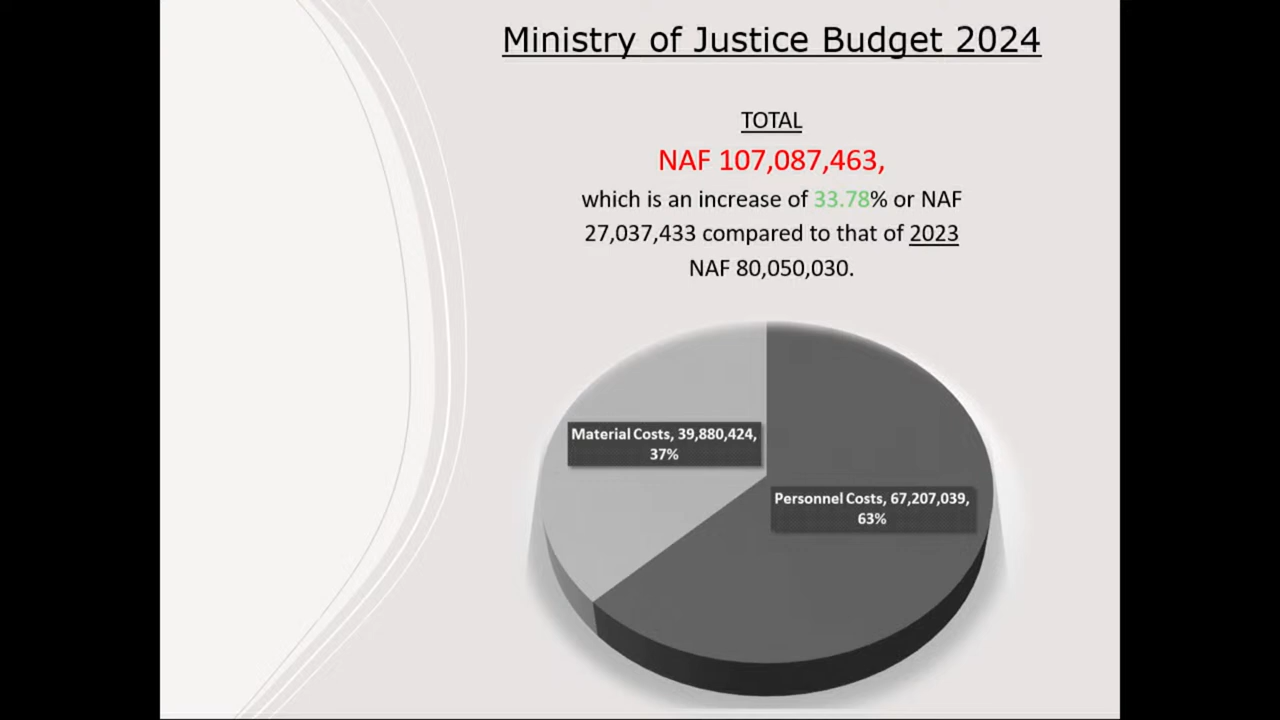 Ministry of Justice Budget 2024
TOTAL
NAF 107,087,463,
which is an increase of 33.78% or NAF
27,037,433 compared to that of 2023
NAF 80,050,030.
Material Costs, 39,880,424,
37%
Personnel Costs, 67,207,039,
63%